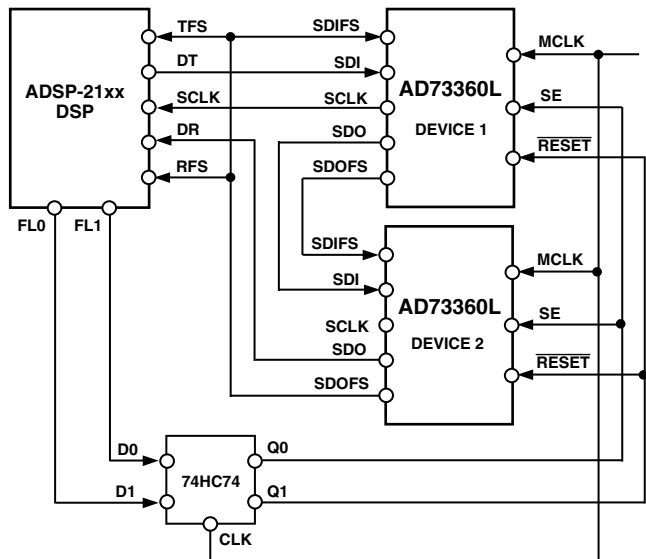 ADSP-21xx
DSP
TFS
DT
SCLK
DR
RFS
FL0
FL1
SDIFS
SDI
SCLK
SDO
SDOFS
AD73360L
DEVICE 1
MCLK
SE
RESET
SDIFS
SDI
SCLK
SDO
SDOFS
AD73360L
DEVICE 2
MCLK
SE
RESET
D0
D1
74HC74
Q0
Q1
CLK